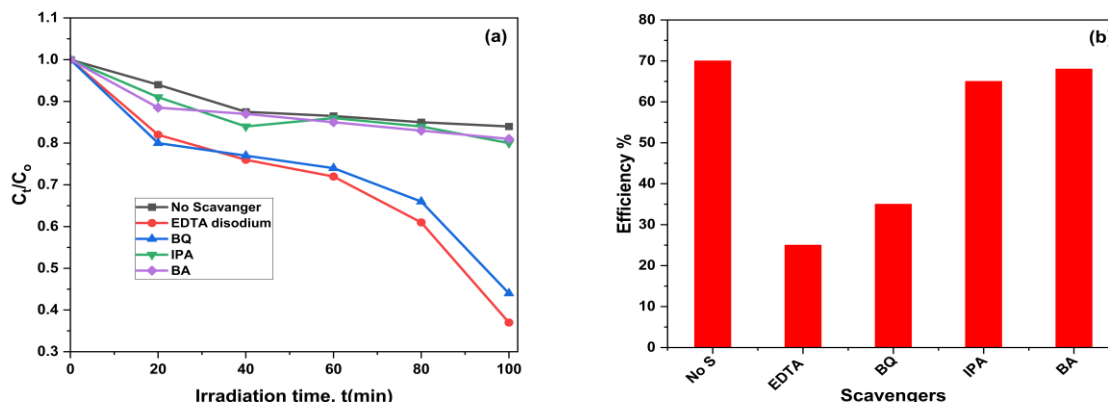 (a)
1.1
1.0
0.9
0.8
0.7
0.6
0.5
0.4
0.3
Ct/Co
No Scavanger
EDTA disodium
BQ
IPA
BA
0 20 40 60 80 100
Irradiation time, t(min)
(b)
80
70
60
50
40
30
20
10
0
Efficiency %
No S EDTA BQ IPA BA
Scavengers